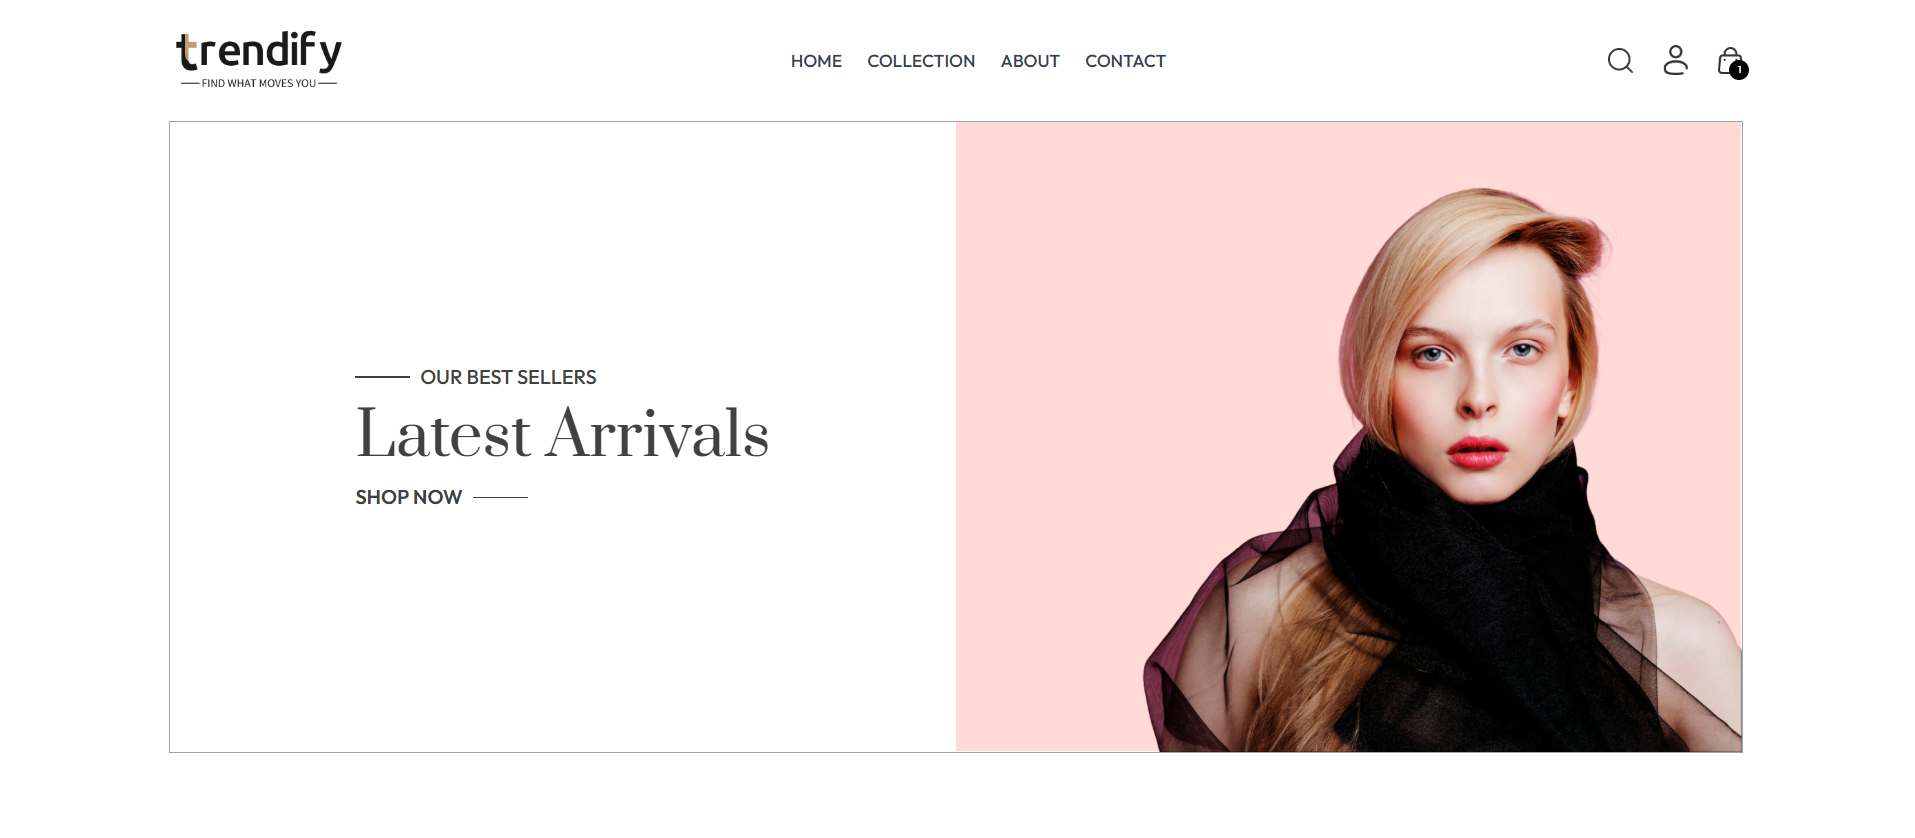 trendify
FIND WHAT MOVES YOU
HOME COLLECTION ABOUT CONTACT
1
OUR BEST SELLERS
Latest Arrivals
SHOP NOW